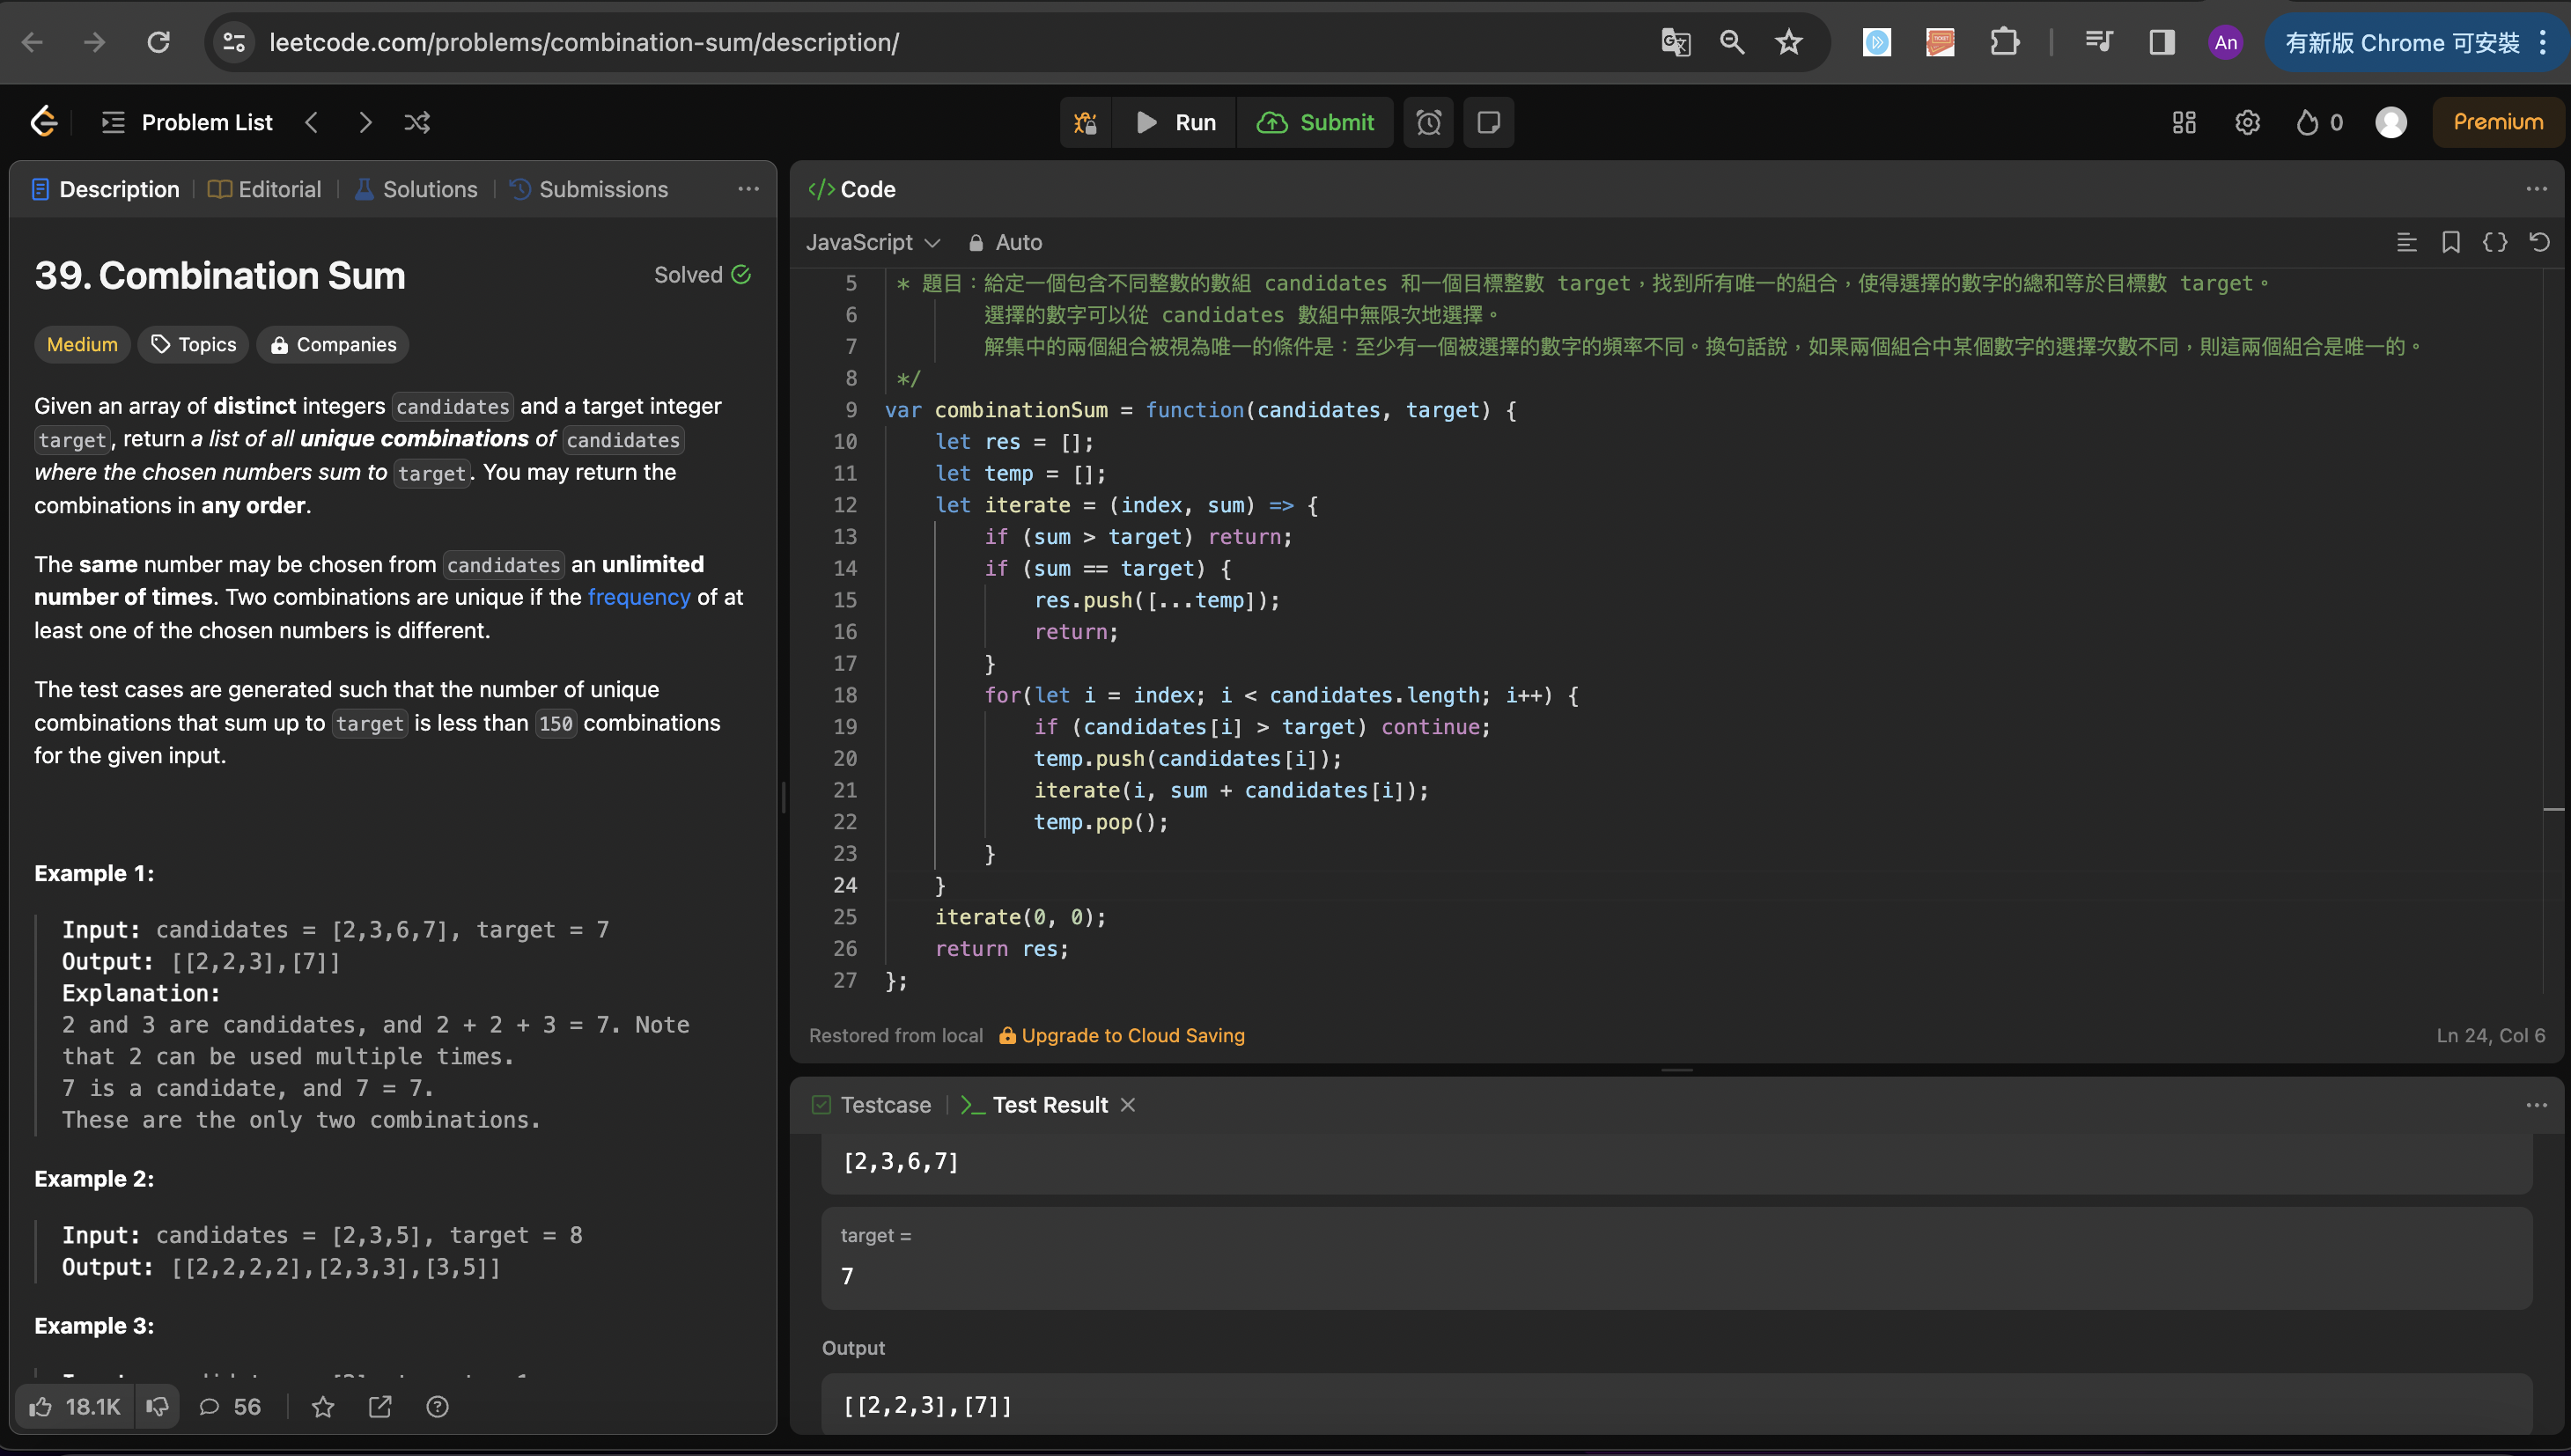 leetcode.com/problems/combination-sum/description/
An
有新版 Chrome 可安裝
Problem List
Run
Submit
0
Premium
Description
Editorial
Solutions
Submissions
39. Combination Sum
Solved
Medium
Topics
Companies
Given an array of distinct integers candidates and a target integer
target, return a list of all unique combinations of candidates
where the chosen numbers sum to target. You may return the
combinations in any order.
The same number may be chosen from candidates an unlimited
number of times. Two combinations are unique if the frequency of at
least one of the chosen numbers is different.
The test cases are generated such that the number of unique
combinations that sum up to target is less than 150 combinations
for the given input.
Example 1:
Input: candidates = [2,3,6,7], target = 7
Output: [[2,2,3],[7]]
Explanation:
2 and 3 are candidates, and 2 + 2 + 3 = 7. Note
that 2 can be used multiple times.
7 is a candidate, and 7 = 7.
These are the only two combinations.
Example 2:
Input: candidates = [2,3,5], target = 8
Output: [[2,2,2,2],[2,3,3],[3,5]]
Example 3:
18.1K
56
</> Code
JavaScript
Auto
5 * 題目：給定一個包含不同整數的數組 candidates 和一個目標整數 target，找到所有唯一的組合，使得選擇的數字的總和等於目標數 target。
6 選擇的數字可以從 candidates 數組中無限次地選擇。
7 解集中的兩個組合被視為唯一的條件是：至少有一個被選擇的數字的頻率不同。換句話說，如果兩個組合中某個數字的選擇次數不同，則這兩個組合是唯一的。
8 */
9 var combinationSum = function(candidates, target) {
10 let res = [];
11 let temp = [];
12 let iterate = (index, sum) => {
13 if (sum > target) return;
14 if (sum == target) {
15 res.push([...temp]);
16 return;
17 }
18 for(let i = index; i < candidates.length; i++) {
19 if (candidates[i] > target) continue;
20 temp.push(candidates[i]);
21 iterate(i, sum + candidates[i]);
22 temp.pop();
23 }
24 }
25 iterate(0, 0);
26 return res;
27 };
Restored from local
Upgrade to Cloud Saving
Ln 24, Col 6
Testcase
Test Result
[2,3,6,7]
target =
7
Output
[[2,2,3],[7]]